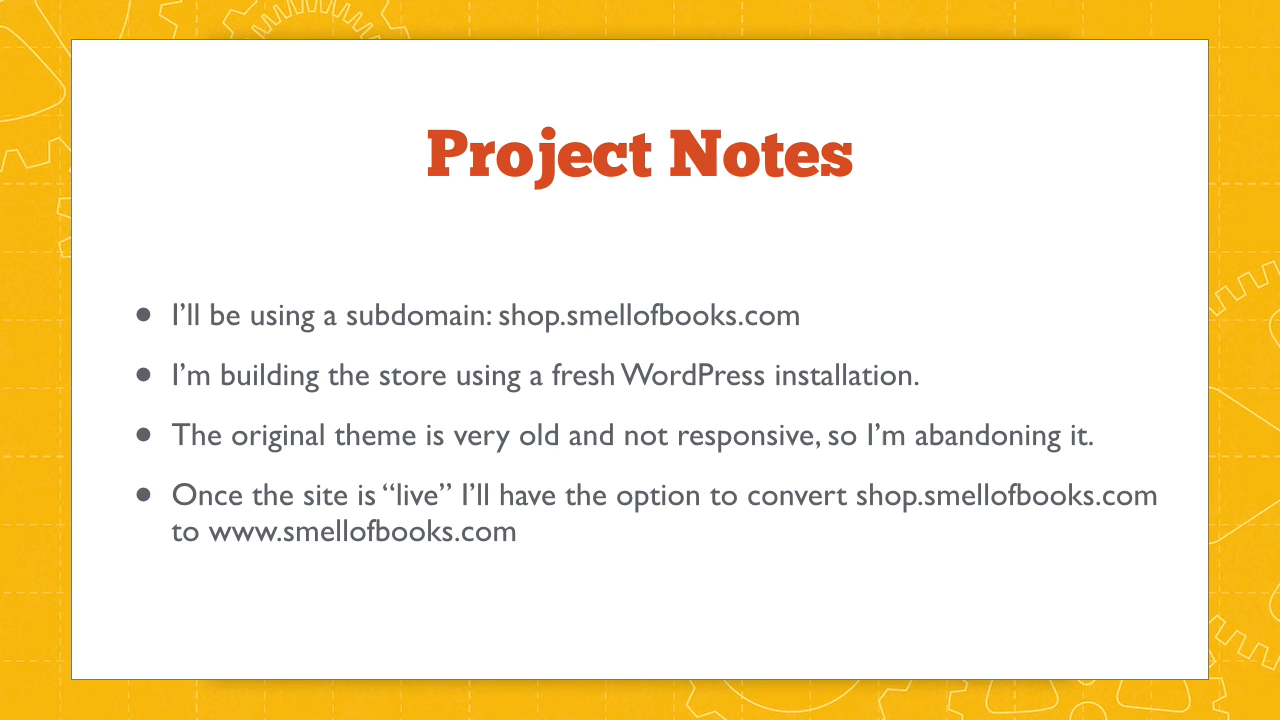 Project Notes
• I’ll be using a subdomain: shop.smellofbooks.com
• I’m building the store using a fresh WordPress installation.
• The original theme is very old and not responsive, so I’m abandoning it.
• Once the site is “live” I’ll have the option to convert shop.smellofbooks.com
to www.smellofbooks.com